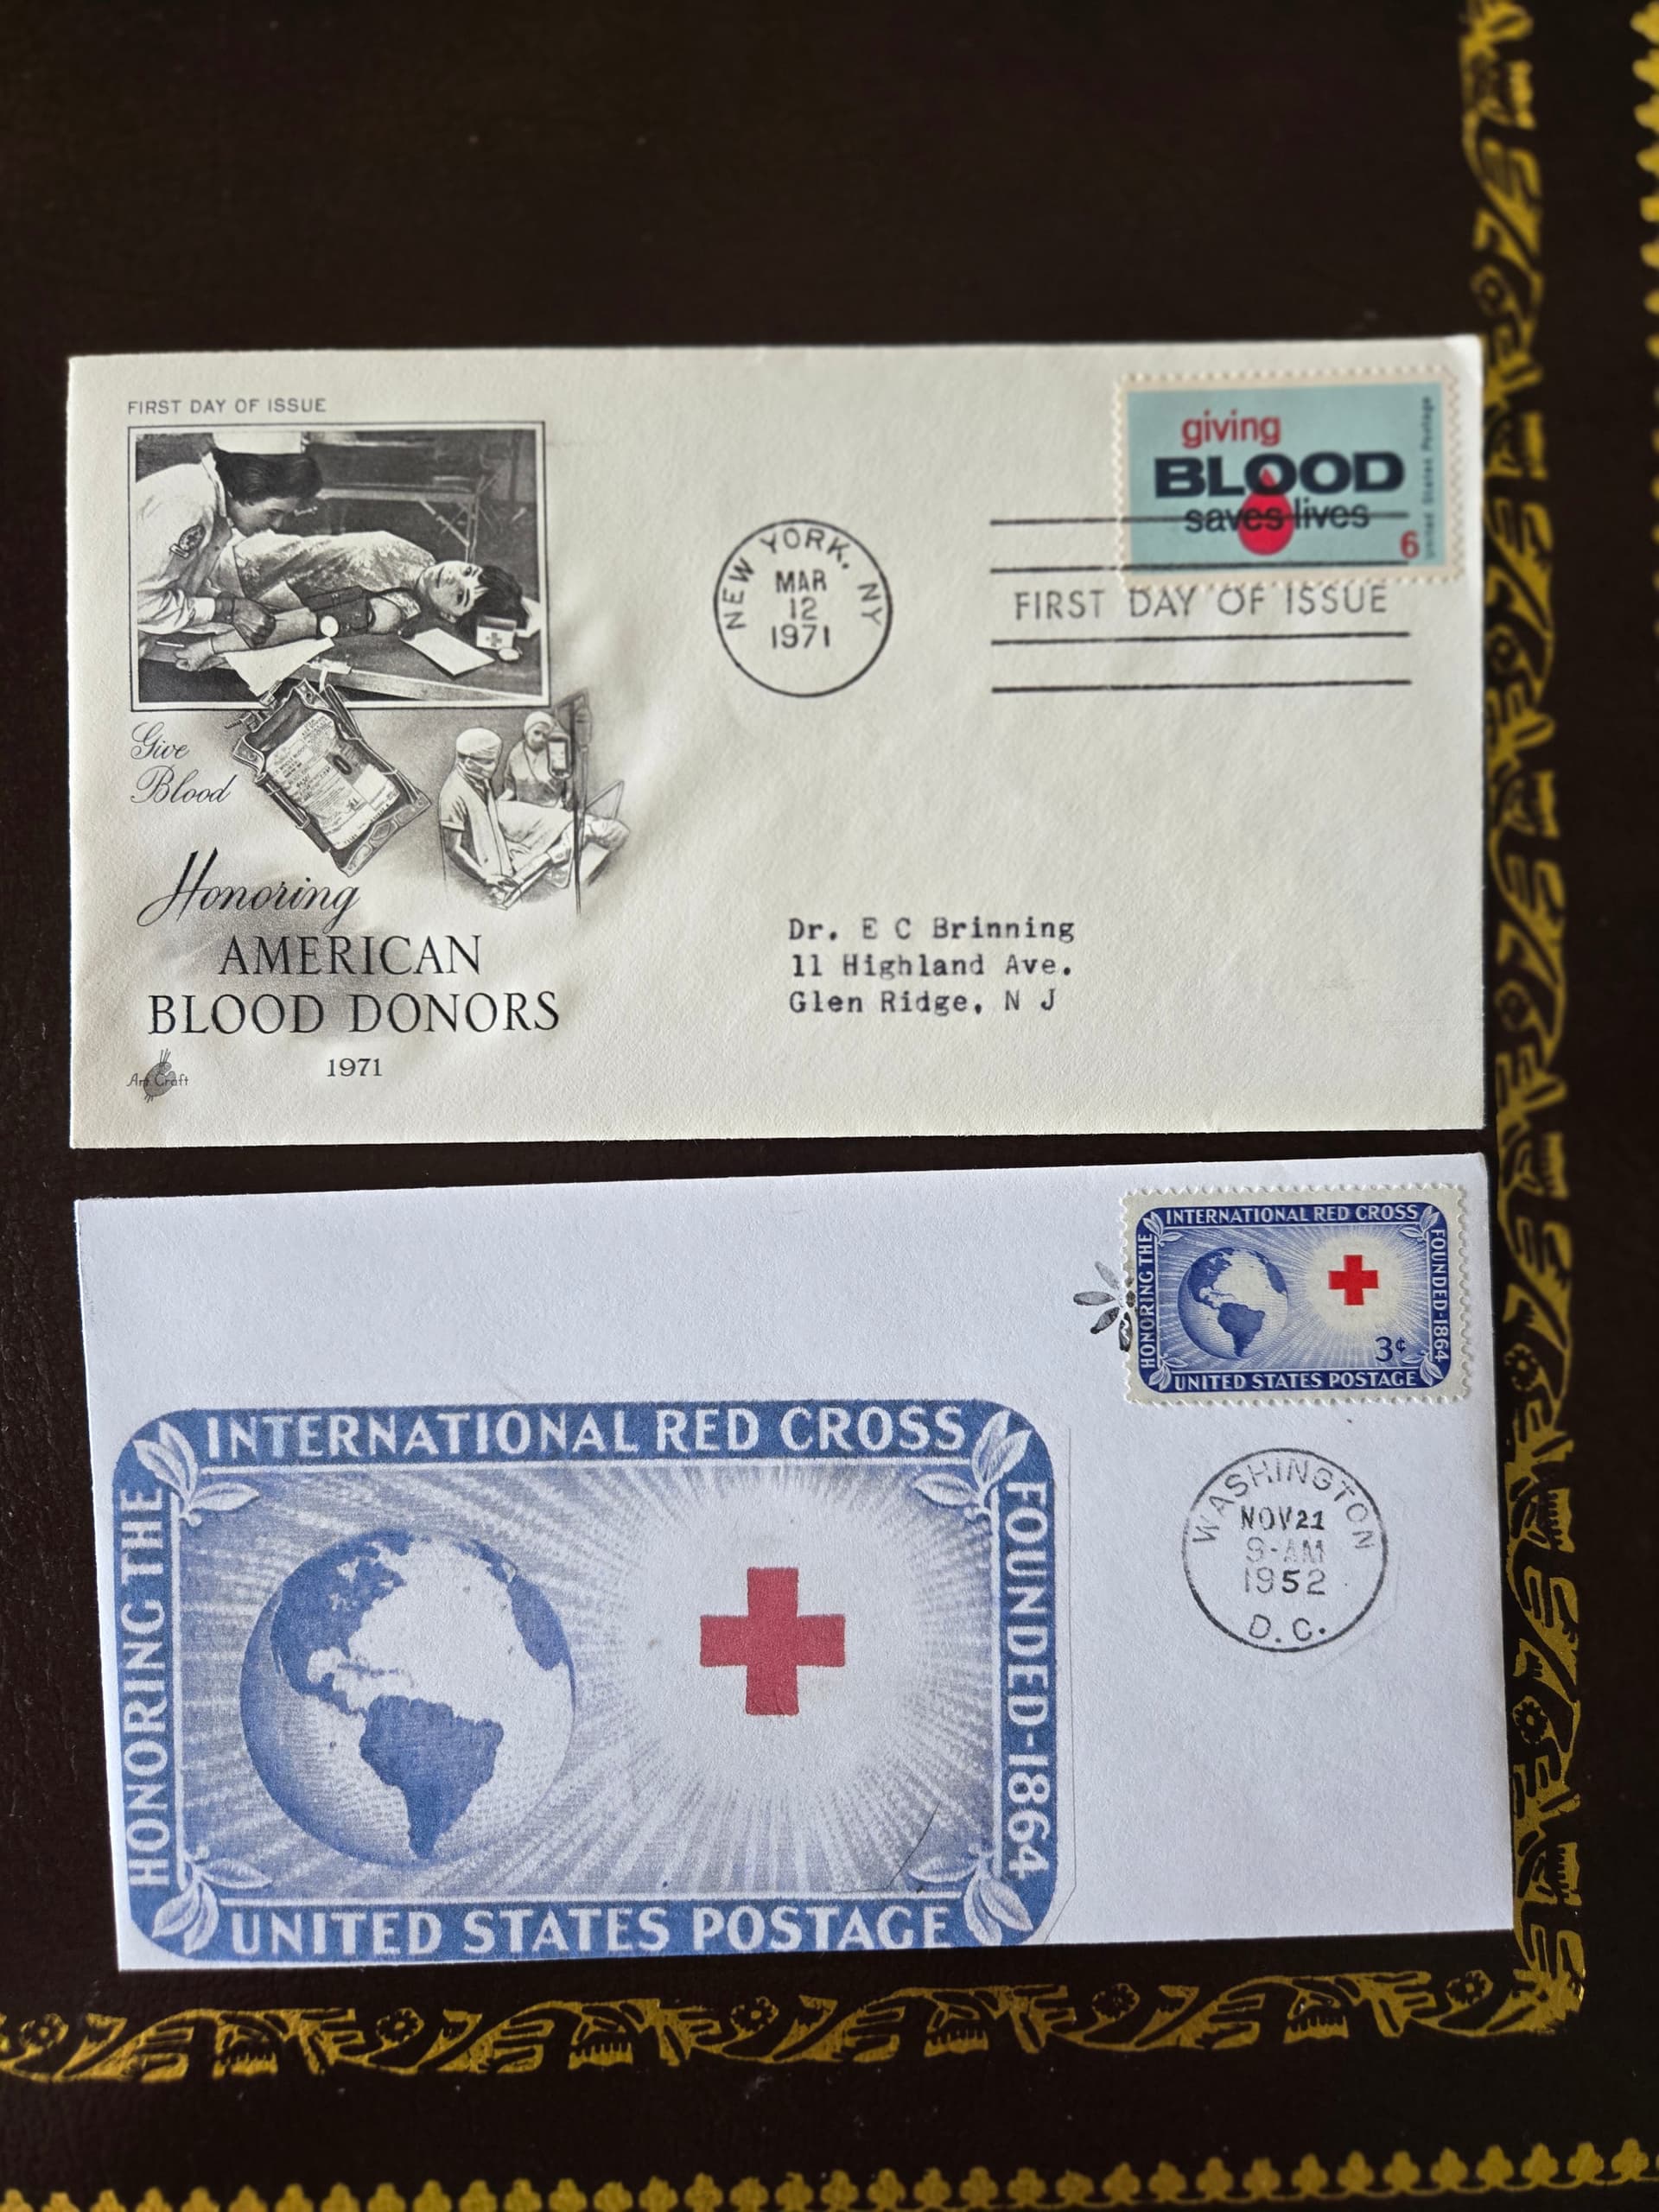 FIRST DAY OF ISSUE
giving
BLOOD
saves lives
6
United States Postage
NEW YORK, NY
MAR
12
1971
FIRST DAY OF ISSUE
Give
Blood
Honoring
AMERICAN
BLOOD DONORS
1971
Art Craft
Dr. E C Brinning
11 Highland Ave.
Glen Ridge, N J
HONORING THE
INTERNATIONAL RED CROSS
FOUNDED-1864
3¢
UNITED STATES POSTAGE
WASHINGTON
NOV 21
9-AM
1952
D.C.
HONORING THE
INTERNATIONAL RED CROSS
FOUNDED-1864
UNITED STATES POSTAGE